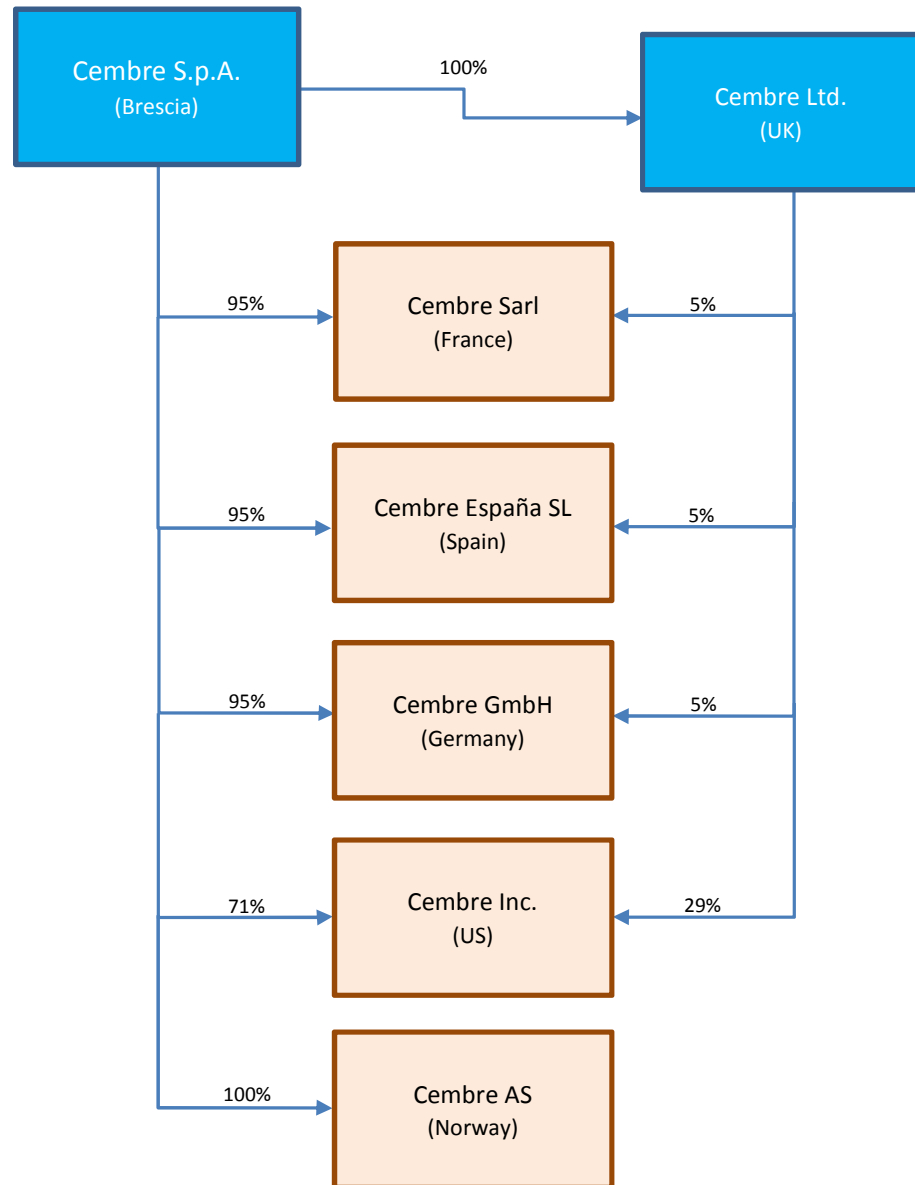 Cembre S.p.A.
(Brescia)
100%
Cembre Ltd.
(UK)
95%
Cembre Sarl
(France)
5%
95%
Cembre España SL
(Spain)
5%
95%
Cembre GmbH
(Germany)
5%
71%
Cembre Inc.
(US)
29%
100%
Cembre AS
(Norway)